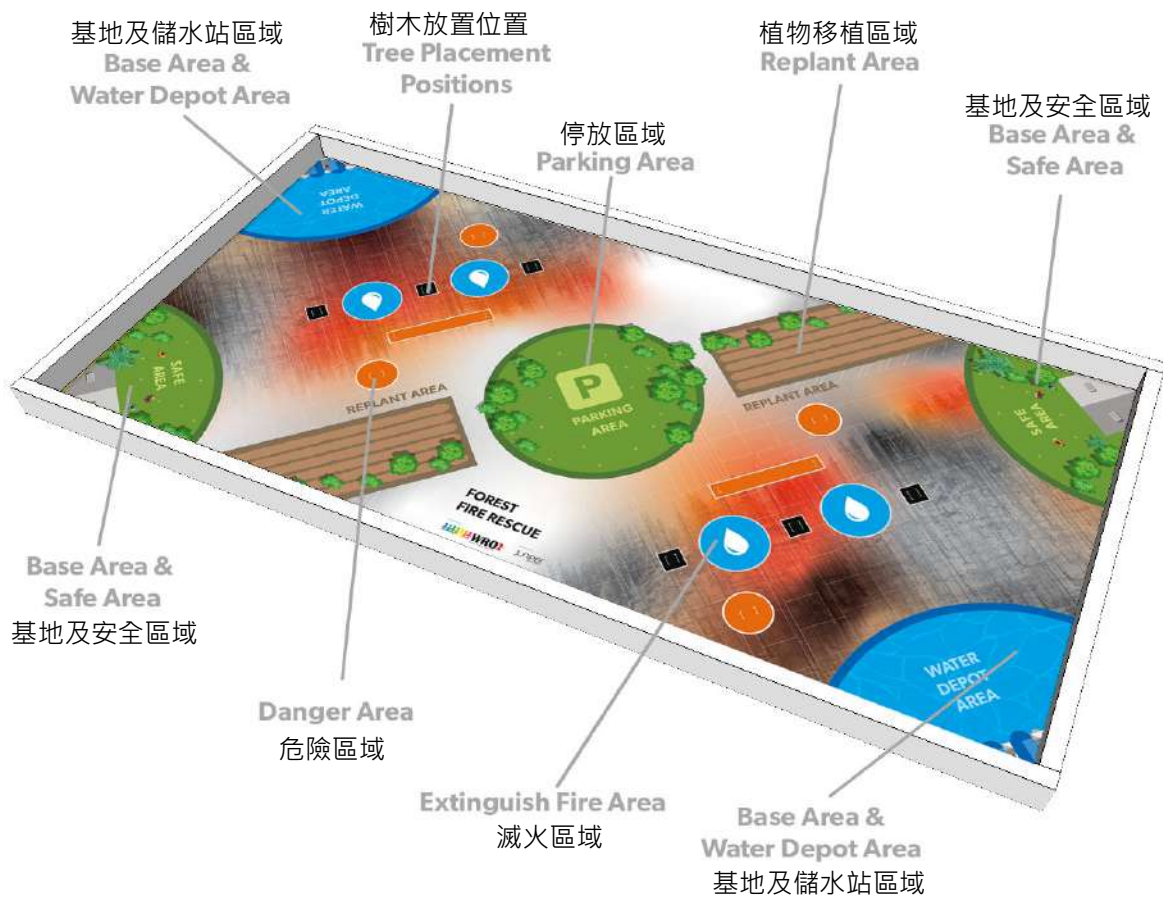 基地及儲水站區域
Base Area &
Water Depot Area
樹木放置位置
Tree Placement
Positions
植物移植區域
Replant Area
停放區域
Parking Area
基地及安全區域
Base Area &
Safe Area
WATER
DEPOT
AREA
SAFE
AREA
REPLANT AREA
P
PARKING
AREA
REPLANT AREA
SAFE
AREA
FOREST
FIRE RESCUE
WRO
WATER
DEPOT
AREA
Base Area &
Safe Area
基地及安全區域
Danger Area
危險區域
Extinguish Fire Area
滅火區域
Base Area &
Water Depot Area
基地及儲水站區域